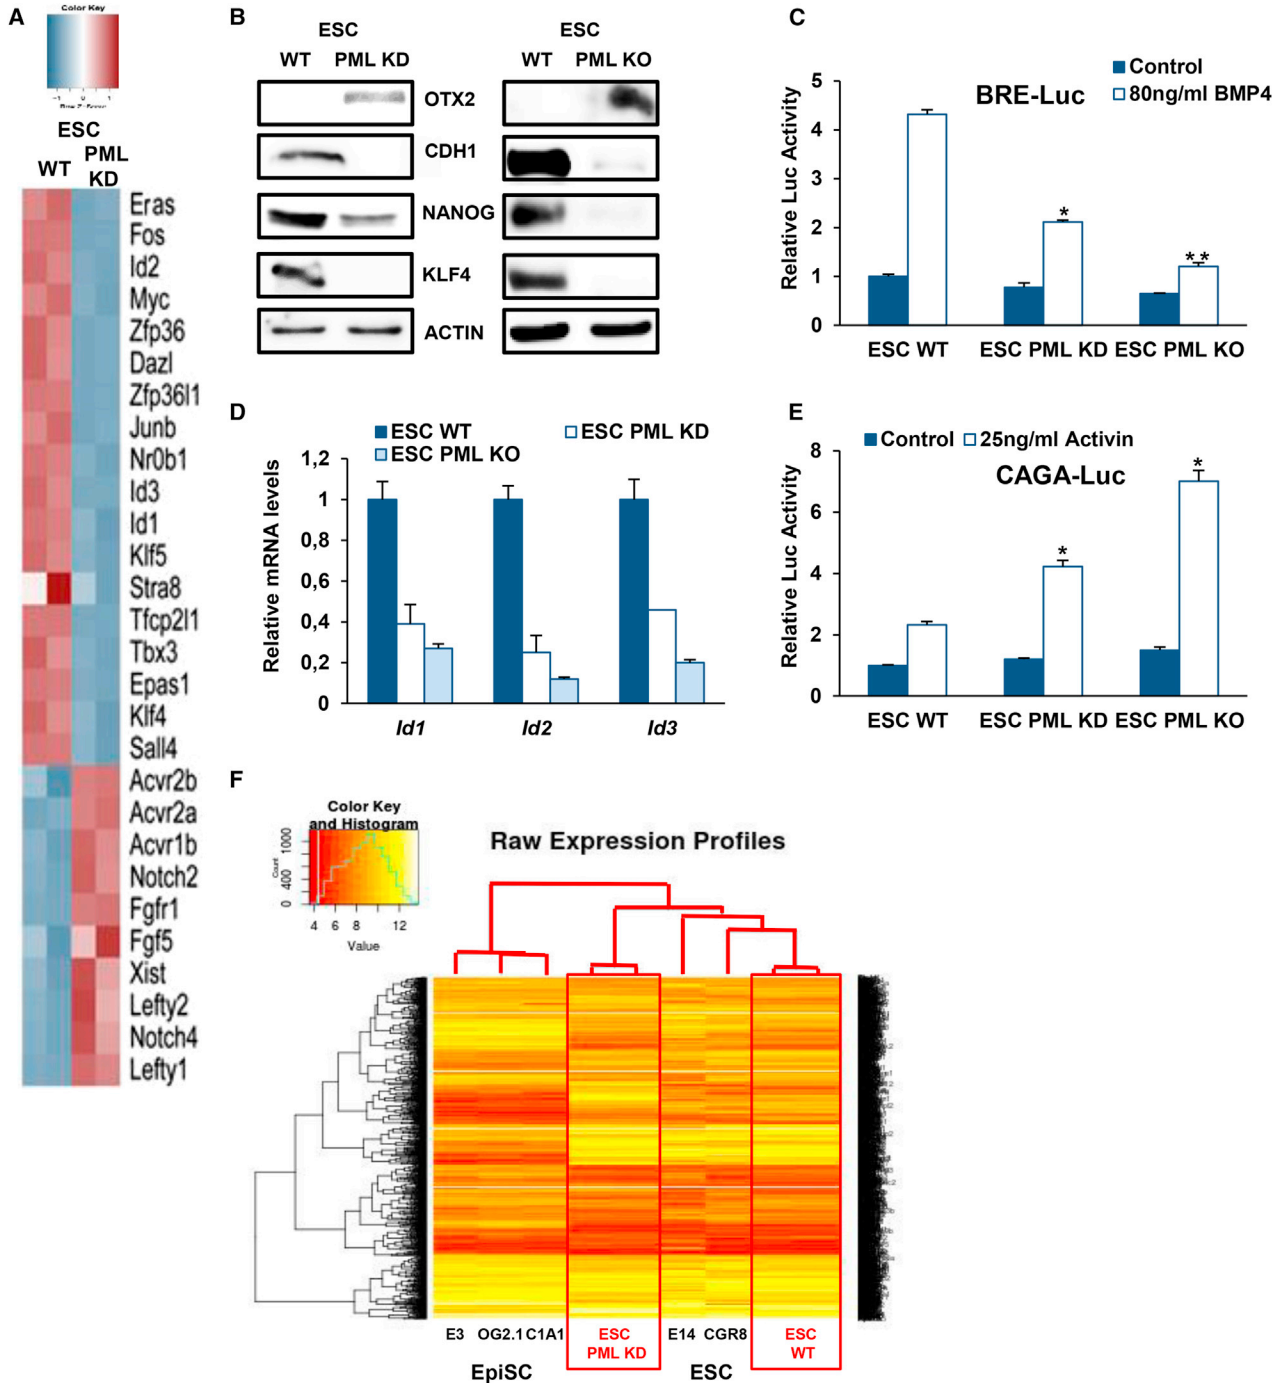 A
Color Key
-1 0 1
Row Z-Score
ESC
WT
PML
KD
Eras
Fos
Id2
Myc
Zfp36
Dazl
Zfp36l1
Junb
Nr0b1
Id3
Id1
Klf5
Stra8
Tfcp2l1
Tbx3
Epas1
Klf4
Sall4
Acvr2b
Acvr2a
Acvr1b
Notch2
Fgfr1
Fgf5
Xist
Lefty2
Notch4
Lefty1
B
ESC ESC
WT PML KD WT PML KO
OTX2
CDH1
NANOG
KLF4
ACTIN
C
Control
80ng/ml BMP4
BRE-Luc
Relative Luc Activity
5
4
3
2
1
0
*
**
ESC WT ESC PML KD ESC PML KO
D
ESC WT ESC PML KD
ESC PML KO
Relative mRNA levels
1,2
1
0,8
0,6
0,4
0,2
0
Id1 Id2 Id3
E
Control 25ng/ml Activin
CAGA-Luc
Relative Luc Activity
8
6
4
2
0
*
*
ESC WT ESC PML KD ESC PML KO
F
Color Key
and Histogram
Count
0 400 1000
4 6 8 12
Value
Raw Expression Profiles
E3 OG2.1 C1A1 ESC E14 CGR8 ESC
PML KD WT
EpiSC ESC